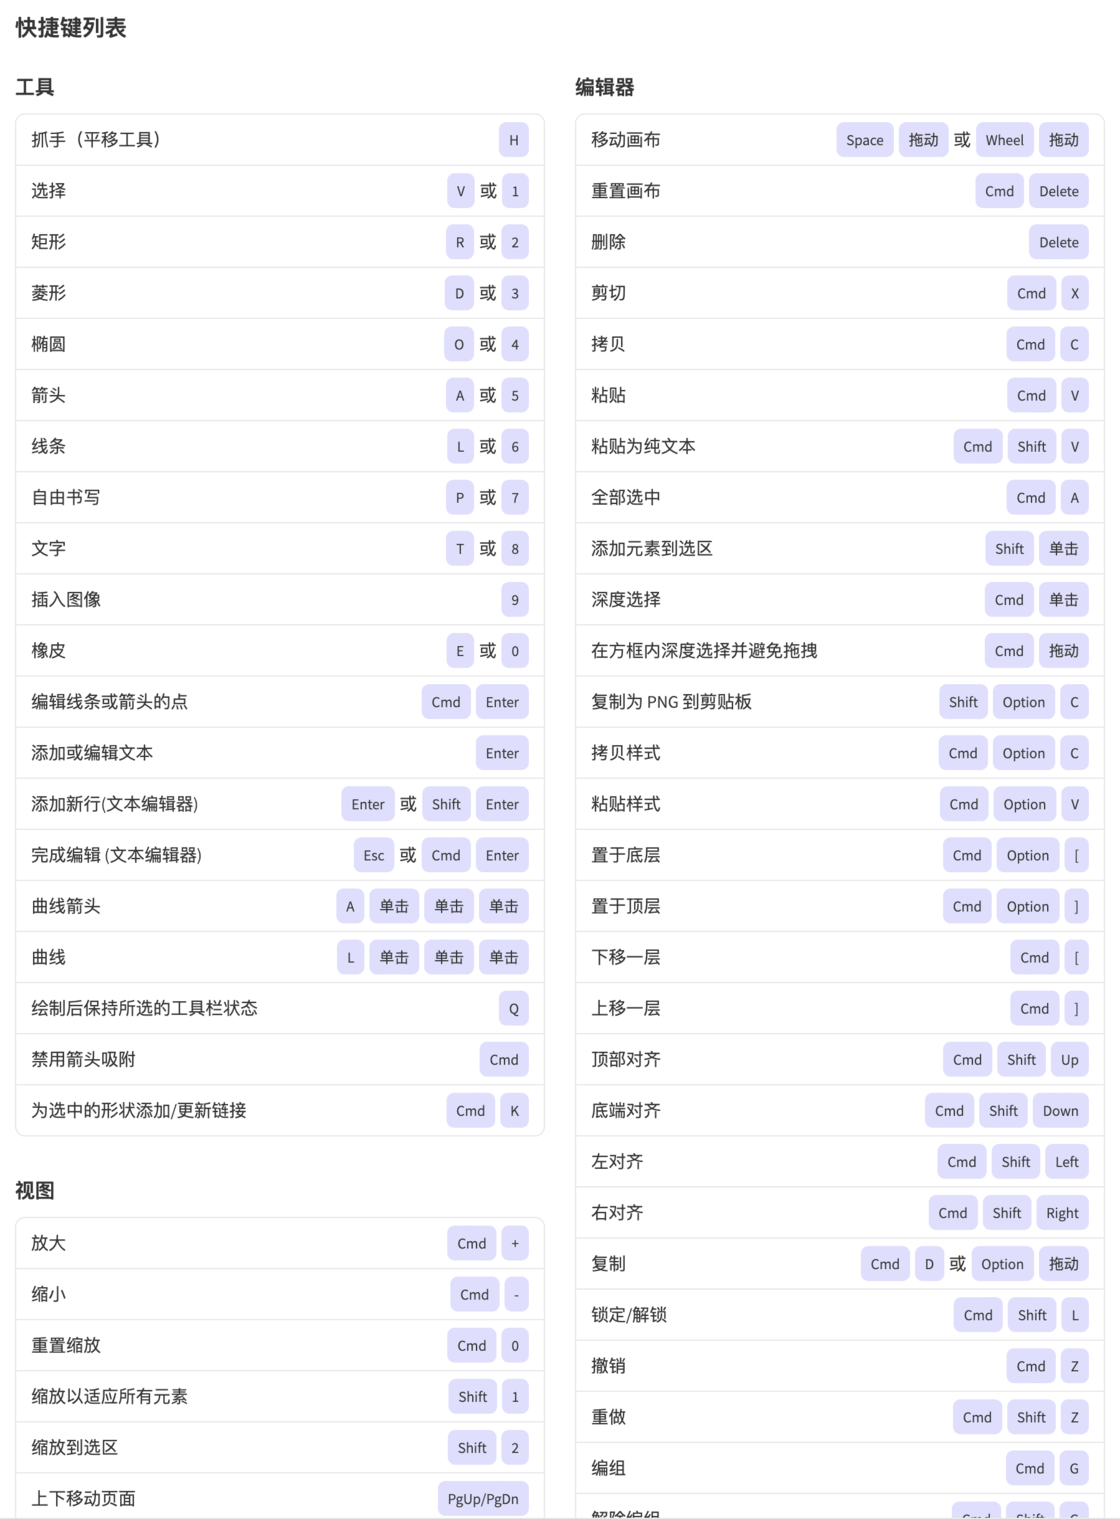 快捷键列表
工具
抓手（平移工具） H
选择 V 或 1
矩形 R 或 2
菱形 D 或 3
椭圆 O 或 4
箭头 A 或 5
线条 L 或 6
自由书写 P 或 7
文字 T 或 8
插入图像 9
橡皮 E 或 0
编辑线条或箭头的点 Cmd Enter
添加或编辑文本 Enter
添加新行(文本编辑器) Enter 或 Shift Enter
完成编辑 (文本编辑器) Esc 或 Cmd Enter
曲线箭头 A 单击 单击 单击
曲线 L 单击 单击 单击
绘制后保持所选的工具栏状态 Q
禁用箭头吸附 Cmd
为选中的形状添加/更新链接 Cmd K
视图
放大 Cmd +
缩小 Cmd -
重置缩放 Cmd 0
缩放以适应所有元素 Shift 1
缩放到选区 Shift 2
上下移动页面 PgUp/PgDn
编辑器
移动画布 Space 拖动 或 Wheel 拖动
重置画布 Cmd Delete
删除 Delete
剪切 Cmd X
拷贝 Cmd C
粘贴 Cmd V
粘贴为纯文本 Cmd Shift V
全部选中 Cmd A
添加元素到选区 Shift 单击
深度选择 Cmd 单击
在方框内深度选择并避免拖拽 Cmd 拖动
复制为 PNG 到剪贴板 Shift Option C
拷贝样式 Cmd Option C
粘贴样式 Cmd Option V
置于底层 Cmd Option [
置于顶层 Cmd Option ]
下移一层 Cmd [
上移一层 Cmd ]
顶部对齐 Cmd Shift Up
底端对齐 Cmd Shift Down
左对齐 Cmd Shift Left
右对齐 Cmd Shift Right
复制 Cmd D 或 Option 拖动
锁定/解锁 Cmd Shift L
撤销 Cmd Z
重做 Cmd Shift Z
编组 Cmd G
解除编组 Cmd Shift G